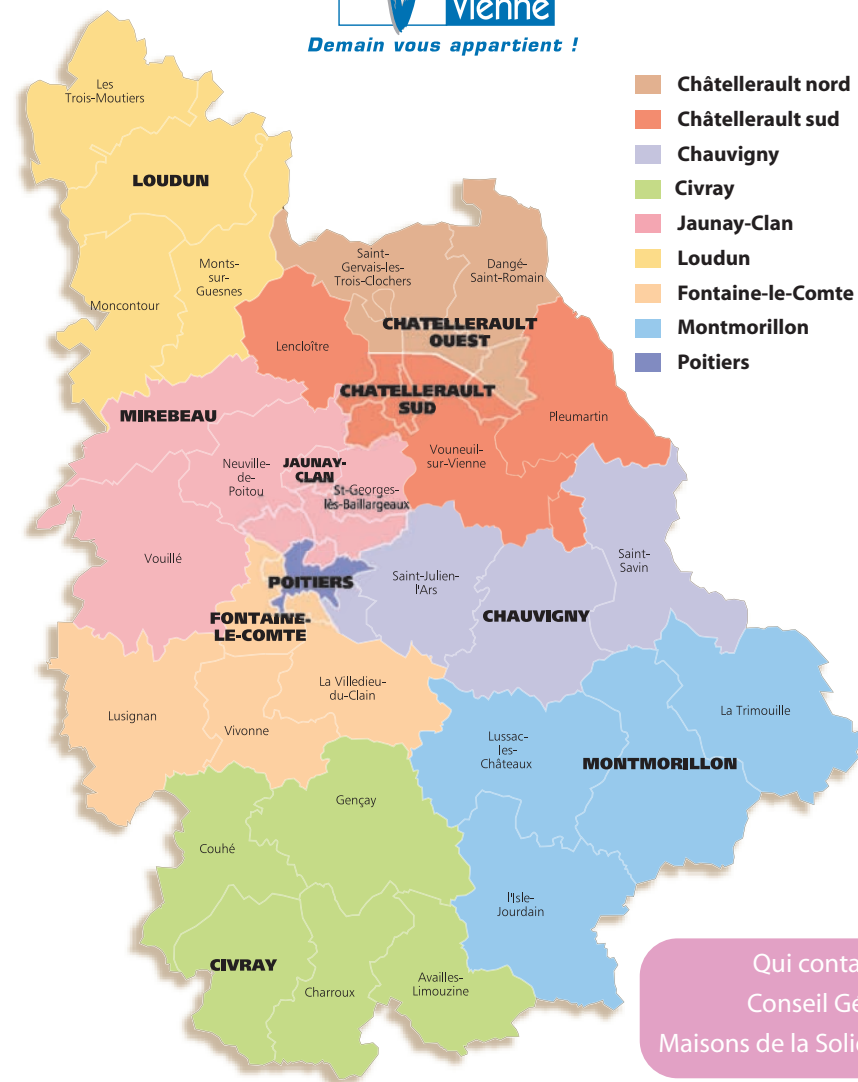 Vienne
Demain vous appartient !
Châtellerault nord
Châtellerault sud
Chauvigny
Civray
Jaunay-Clan
Loudun
Fontaine-le-Comte
Montmorillon
Poitiers
Les
Trois-Moutiers
LOUDUN
Monts-
sur-
Guesnes
Moncontour
Saint-
Gervais-les-
Trois-Clochers
Dangé-
Saint-Romain
CHATELLERAULT
OUEST
Lencloître
CHATELLERAULT
SUD
Pleumartin
MIREBEAU
Vouneuil-
sur-Vienne
Neuville-
de-
Poitou
JAUNAY-
CLAN
St-Georges-
lès-Baillargeaux
Vouillé
Saint-
Savin
POITIERS
Saint-Julien-
l'Ars
CHAUVIGNY
FONTAINE-
LE-COMTE
La Villedieu-
du-Clain
Lusignan
Vivonne
La Trimouille
Lussac-
les-
Châteaux
MONTMORILLON
Gençay
Couhé
l'Isle-
Jourdain
CIVRAY
Charroux
Availles-
Limouzine
Qui conta
Conseil Ge
Maisons de la Soli